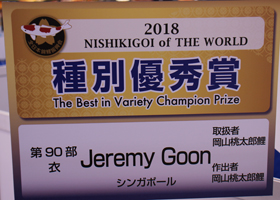 2018
NISHIKIGOI of THE WORLD
種別優秀賞
The Best in Variety Champion Prize
第90部
衣
Jeremy Goon
シンガポール
取扱者
岡山桃太郎鯉
作出者
岡山桃太郎鯉